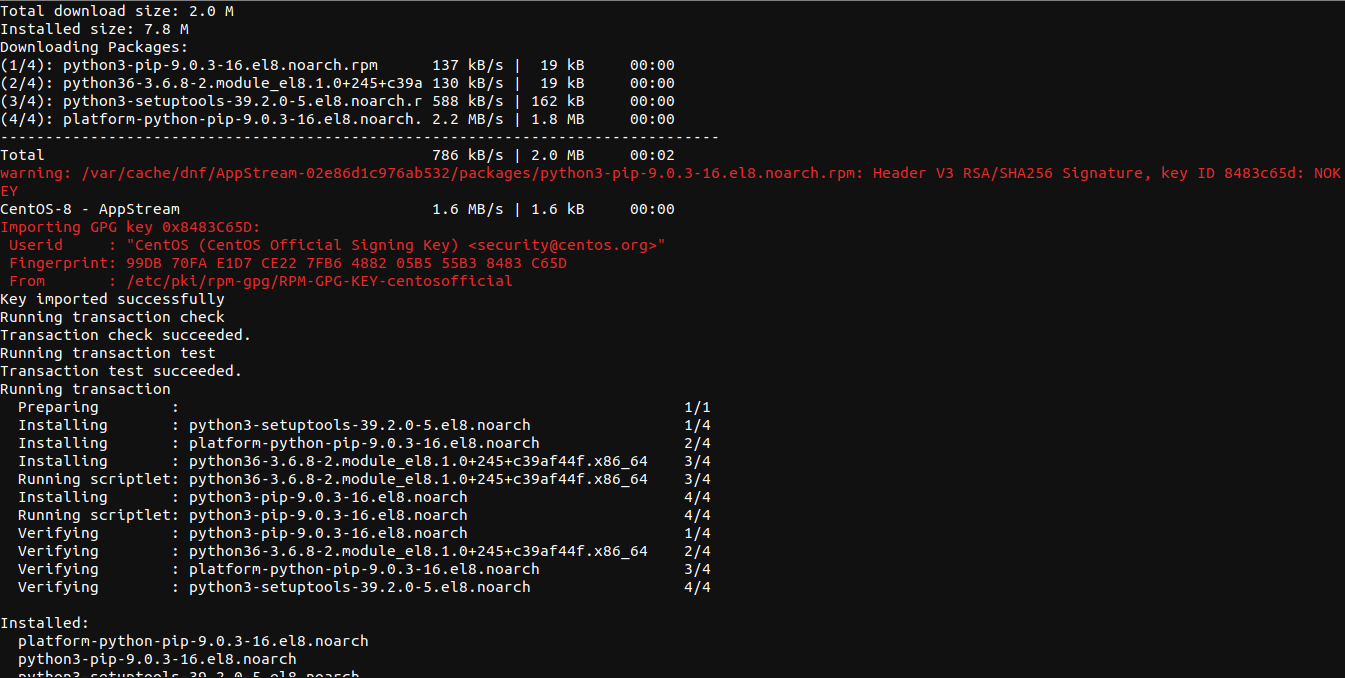 Total download size: 2.0 M
Installed size: 7.8 M
Downloading Packages:
(1/4): python3-pip-9.0.3-16.el8.noarch.rpm      137 kB/s |  19 kB     00:00
(2/4): python36-3.6.8-2.module_el8.1.0+245+c39a 130 kB/s |  19 kB     00:00
(3/4): python3-setuptools-39.2.0-5.el8.noarch.r 588 kB/s | 162 kB     00:00
(4/4): platform-python-pip-9.0.3-16.el8.noarch. 2.2 MB/s | 1.8 MB     00:00
--------------------------------------------------------------------------------
Total                                           786 kB/s | 2.0 MB     00:02
warning: /var/cache/dnf/AppStream-02e86d1c976ab532/packages/python3-pip-9.0.3-16.el8.noarch.rpm: Header V3 RSA/SHA256 Signature, key ID 8483c65d: NOK
EY
CentOS-8 - AppStream                            1.6 MB/s | 1.6 kB     00:00
Importing GPG key 0x8483C65D:
 Userid     : "CentOS (CentOS Official Signing Key) <security@centos.org>"
 Fingerprint: 99DB 70FA E1D7 CE22 7FB6 4882 05B5 55B3 8483 C65D
 From       : /etc/pki/rpm-gpg/RPM-GPG-KEY-centosofficial
Key imported successfully
Running transaction check
Transaction check succeeded.
Running transaction test
Transaction test succeeded.
Running transaction
  Preparing        :                                                        1/1
  Installing       : python3-setuptools-39.2.0-5.el8.noarch                 1/4
  Installing       : platform-python-pip-9.0.3-16.el8.noarch                2/4
  Installing       : python36-3.6.8-2.module_el8.1.0+245+c39af44f.x86_64    3/4
  Running scriptlet: python36-3.6.8-2.module_el8.1.0+245+c39af44f.x86_64    3/4
  Installing       : python3-pip-9.0.3-16.el8.noarch                        4/4
  Running scriptlet: python3-pip-9.0.3-16.el8.noarch                        4/4
  Verifying        : python3-pip-9.0.3-16.el8.noarch                        1/4
  Verifying        : python36-3.6.8-2.module_el8.1.0+245+c39af44f.x86_64    2/4
  Verifying        : platform-python-pip-9.0.3-16.el8.noarch                3/4
  Verifying        : python3-setuptools-39.2.0-5.el8.noarch                 4/4

Installed:
  platform-python-pip-9.0.3-16.el8.noarch
  python3-pip-9.0.3-16.el8.noarch
  python3-setuptools-39.2.0-5.el8.noarch